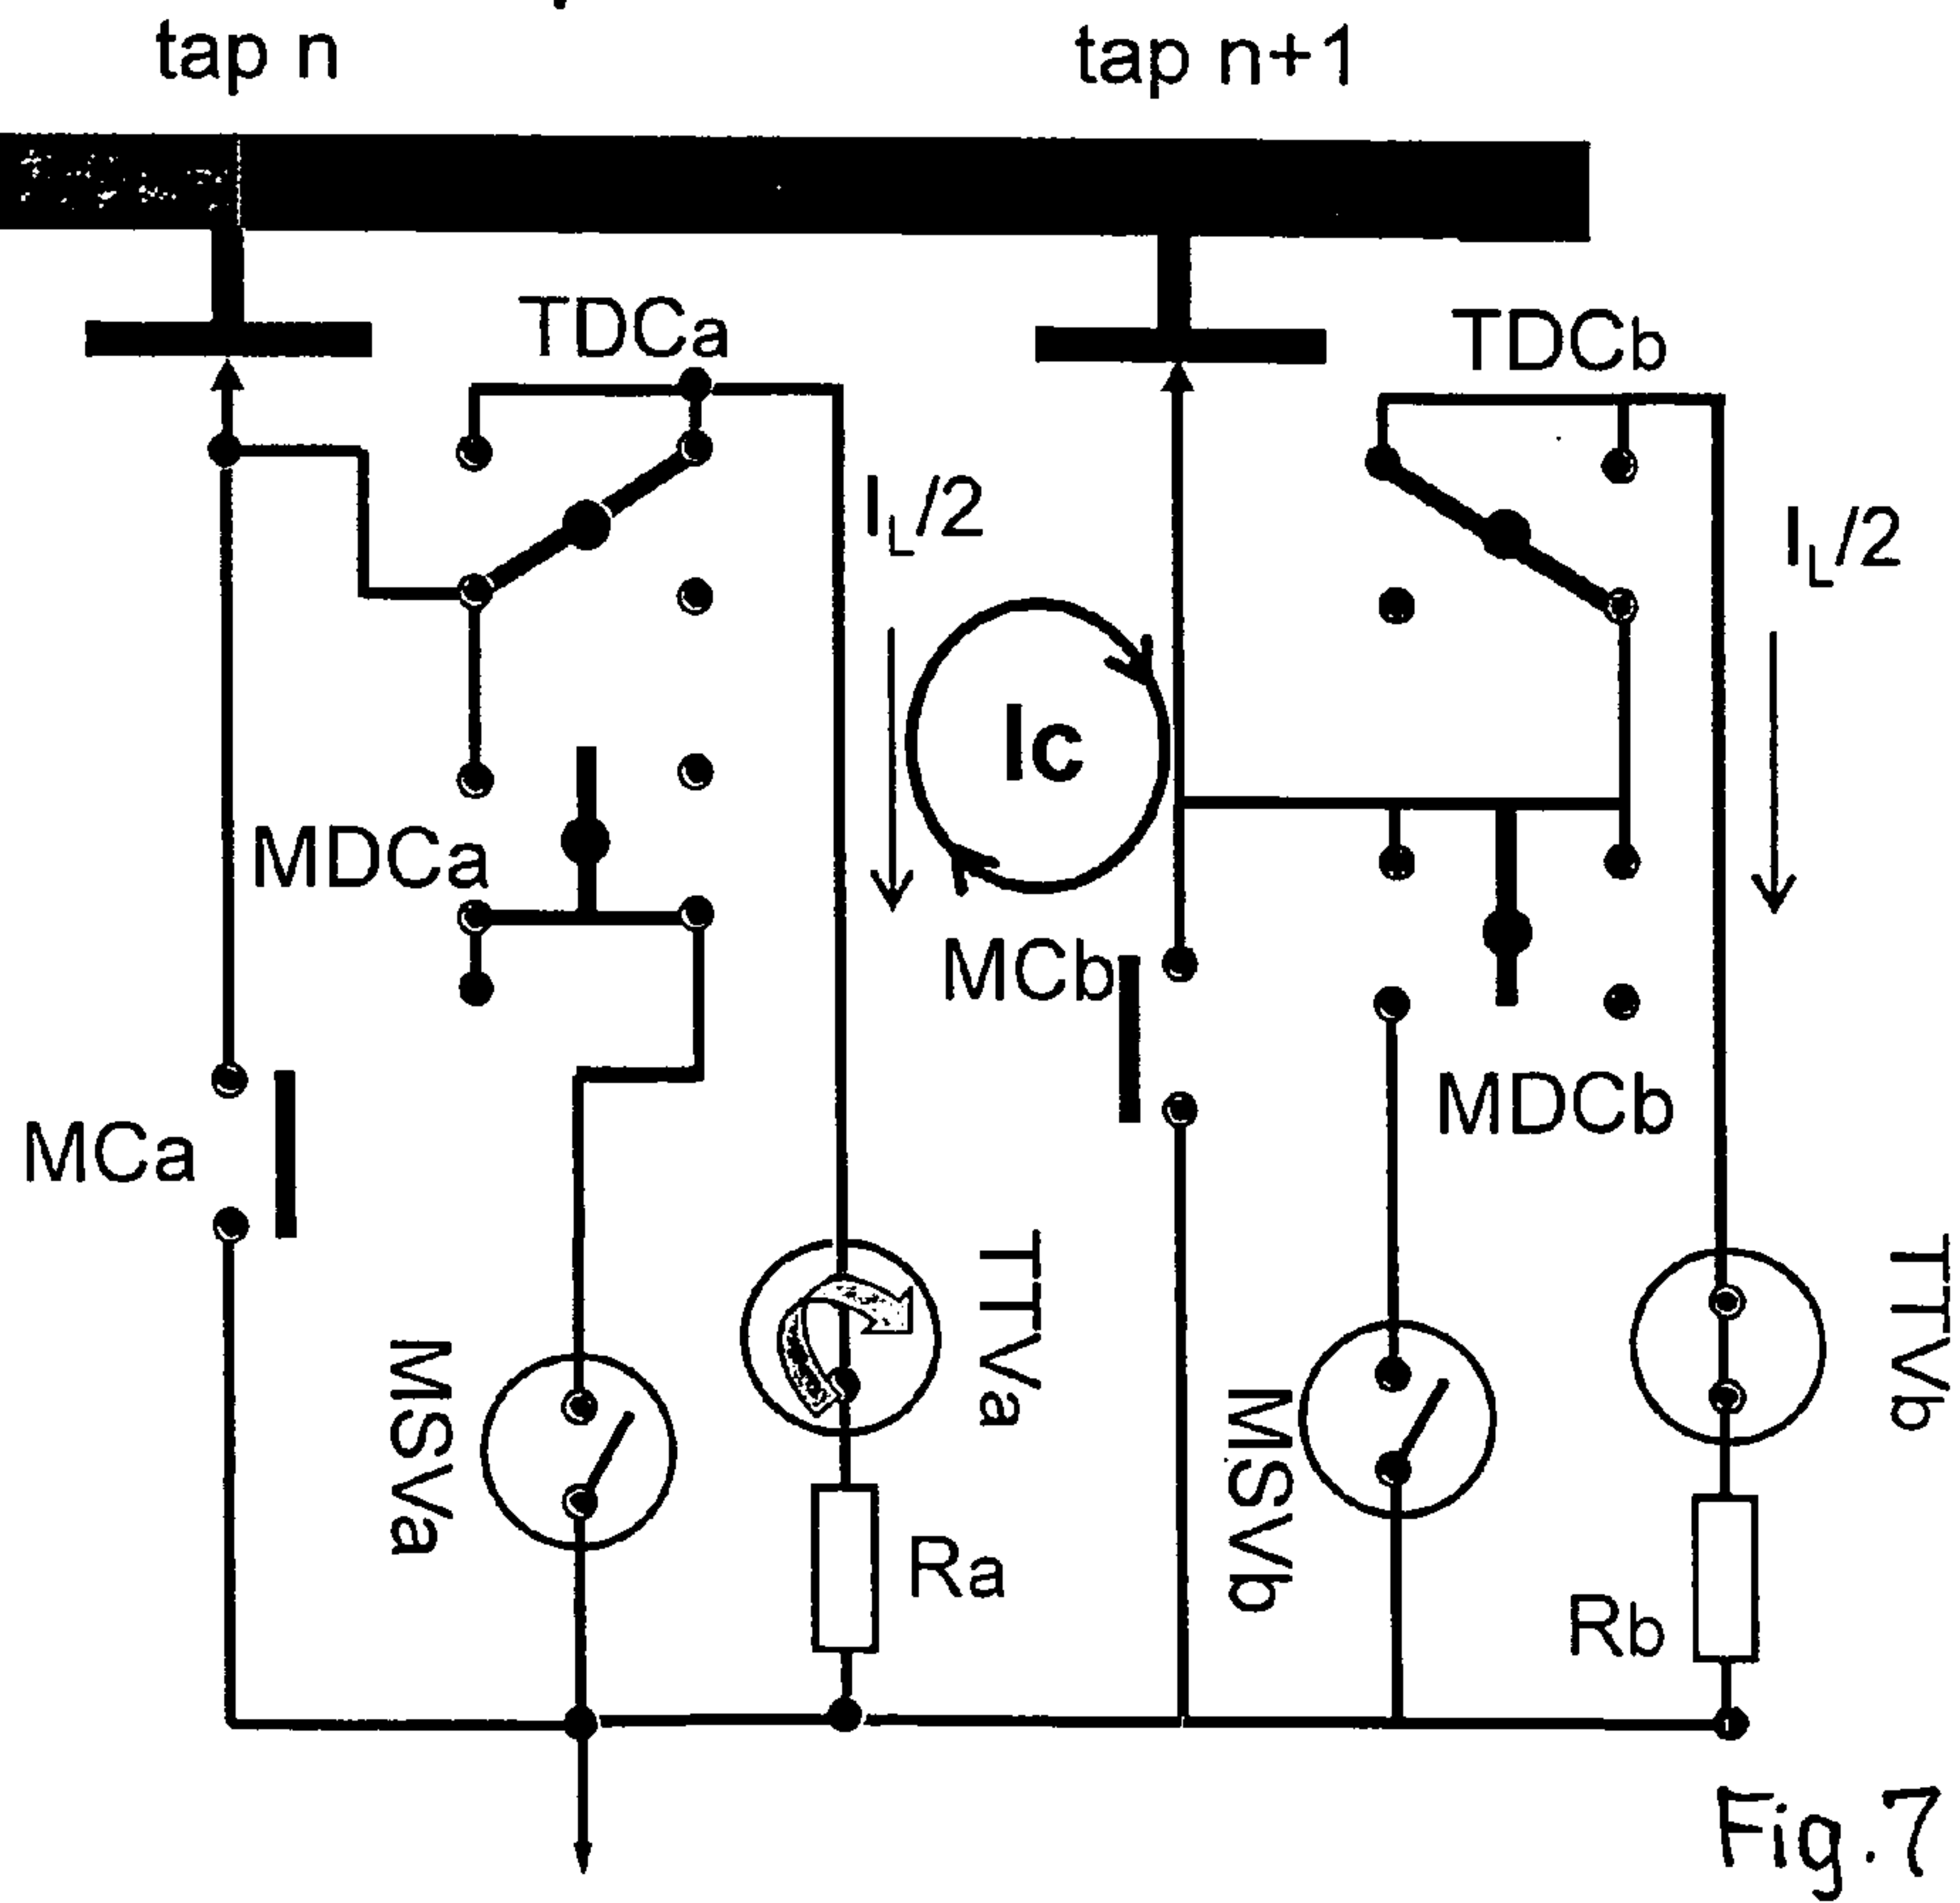 tap n
tap n+1
TDCa
TDCb
IL/2
IL/2
Ic
MDCa
MCb
MDCb
MCa
TTVa
TTVb
MSVa
MSVb
Ra
Rb
Fig.7